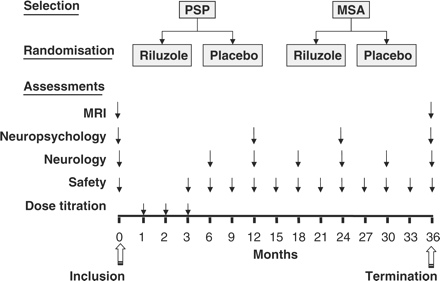 Selection PSP MSA
Randomisation Riluzole Placebo Riluzole Placebo
Assessments
MRI
Neuropsychology
Neurology
Safety
Dose titration
0 1 2 3 6 9 12 15 18 21 24 27 30 33 36
Months
Inclusion Termination